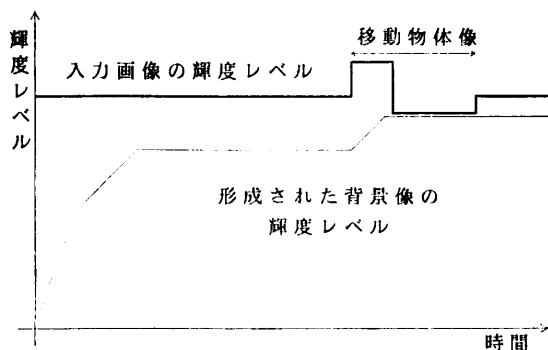 輝度レベル
移動物体像
入力画像の輝度レベル
形成された背景像の
輝度レベル
時間